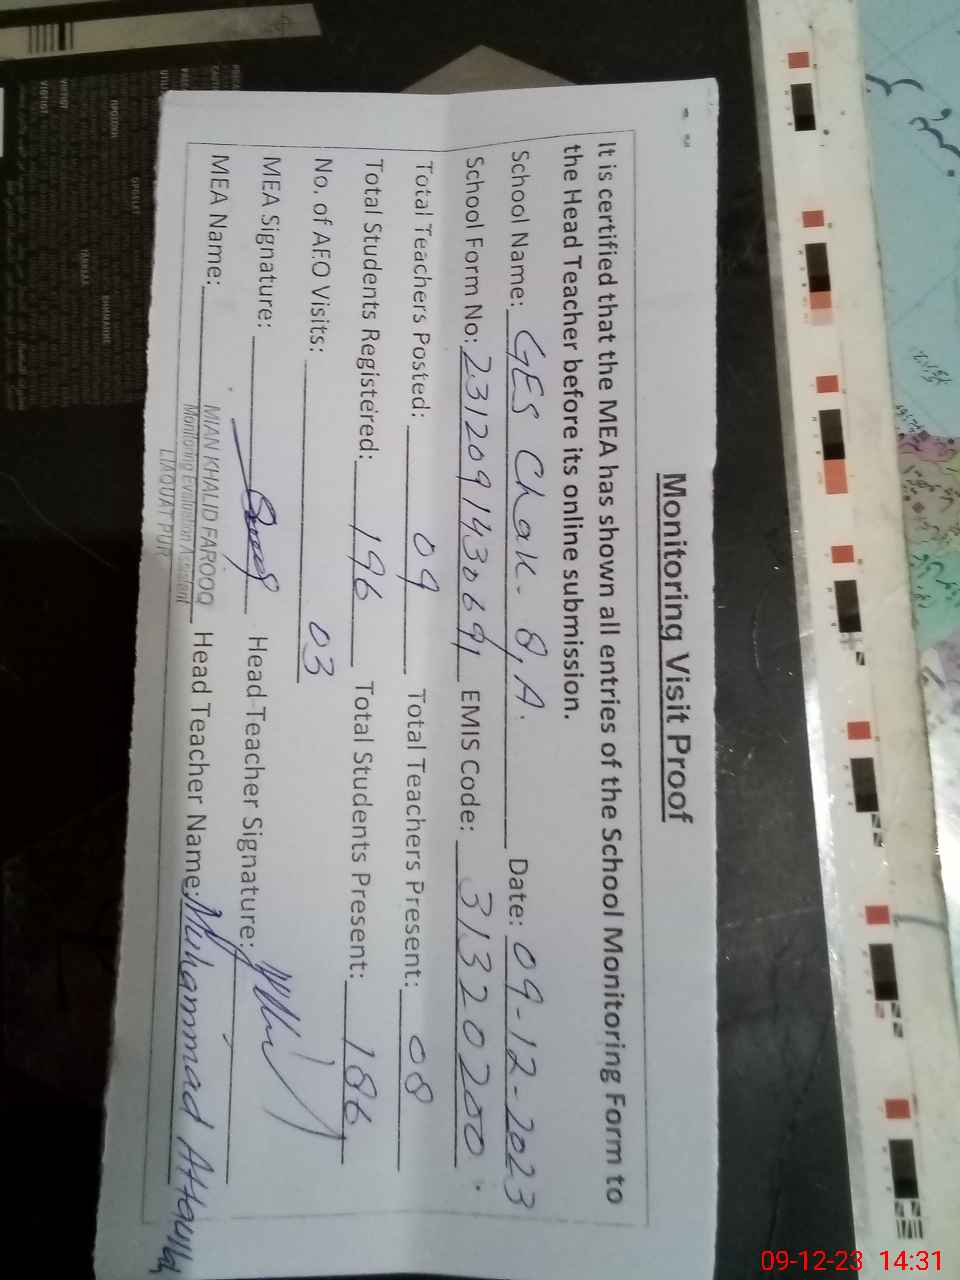 Monitoring Visit Proof
It is certified that the MEA has shown all entries of the School Monitoring Form to
the Head Teacher before its online submission.
School Name: GES Chak- 8,A. Date: 09-12-2023
School Form No: 23120914306 91 EMIS Code: 31320200.
Total Teachers Posted: 09 Total Teachers Present: 08
Total Students Registered: 196 Total Students Present: 186
No. of AEO Visits: 03
MEA Signature: Head Teacher Signature:
MEA Name: MIAN KHALID FAROOQ Head Teacher Name: Muhammad
Monitoring Evaluation Assistent
LIAQUAT PUR
09-12-23 14:31